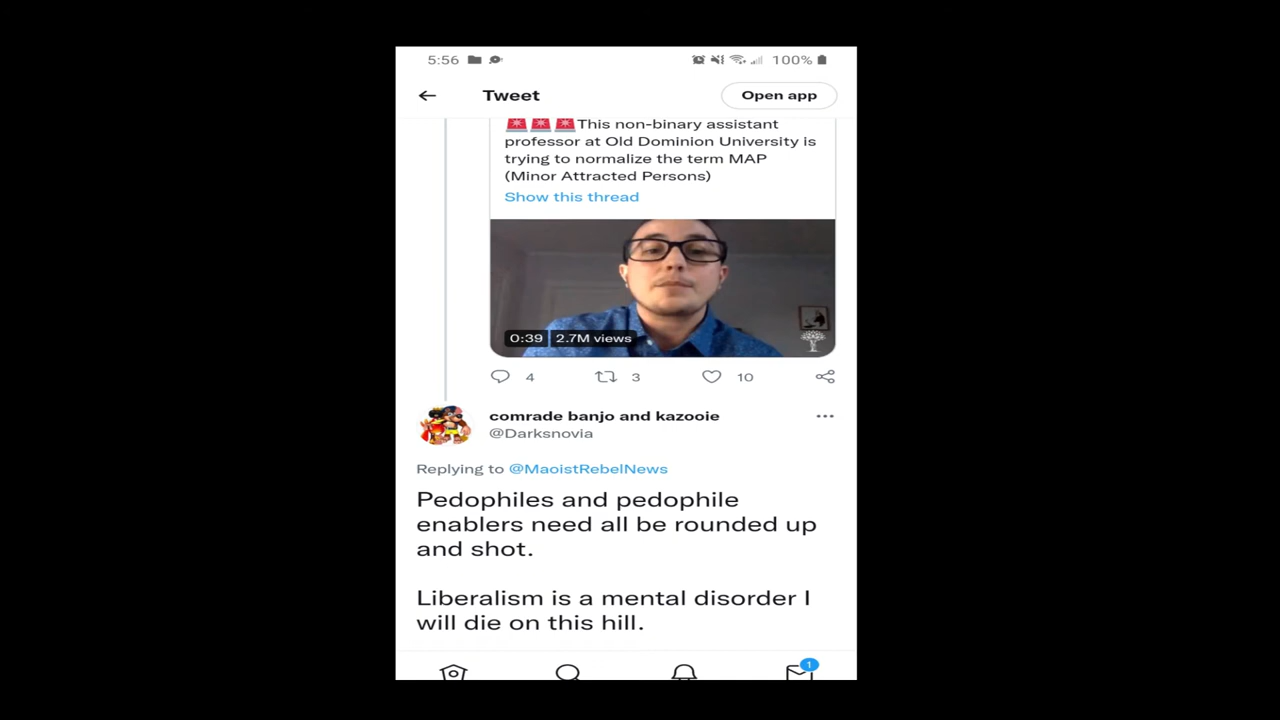 5:56 100%
Tweet Open app
🚨🚨🚨This non-binary assistant
professor at Old Dominion University is
trying to normalize the term MAP
(Minor Attracted Persons)
Show this thread
0:39 2.7M views
4 3 10
comrade banjo and kazooie
@Darksnovia
Replying to @MaoistRebelNews
Pedophiles and pedophile
enablers need all be rounded up
and shot.
Liberalism is a mental disorder I
will die on this hill.
1